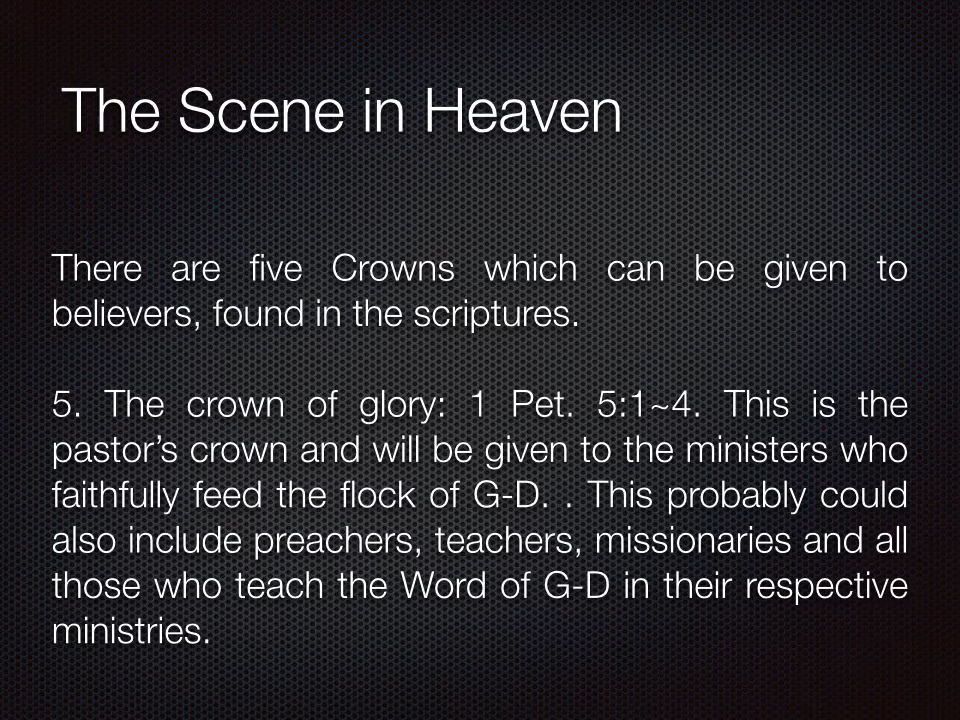 The Scene in Heaven
There are five Crowns which can be given to
believers, found in the scriptures.
5. The crown of glory: 1 Pet. 5:1~4. This is the
pastor’s crown and will be given to the ministers who
faithfully feed the flock of G-D. . This probably could
also include preachers, teachers, missionaries and all
those who teach the Word of G-D in their respective
ministries.